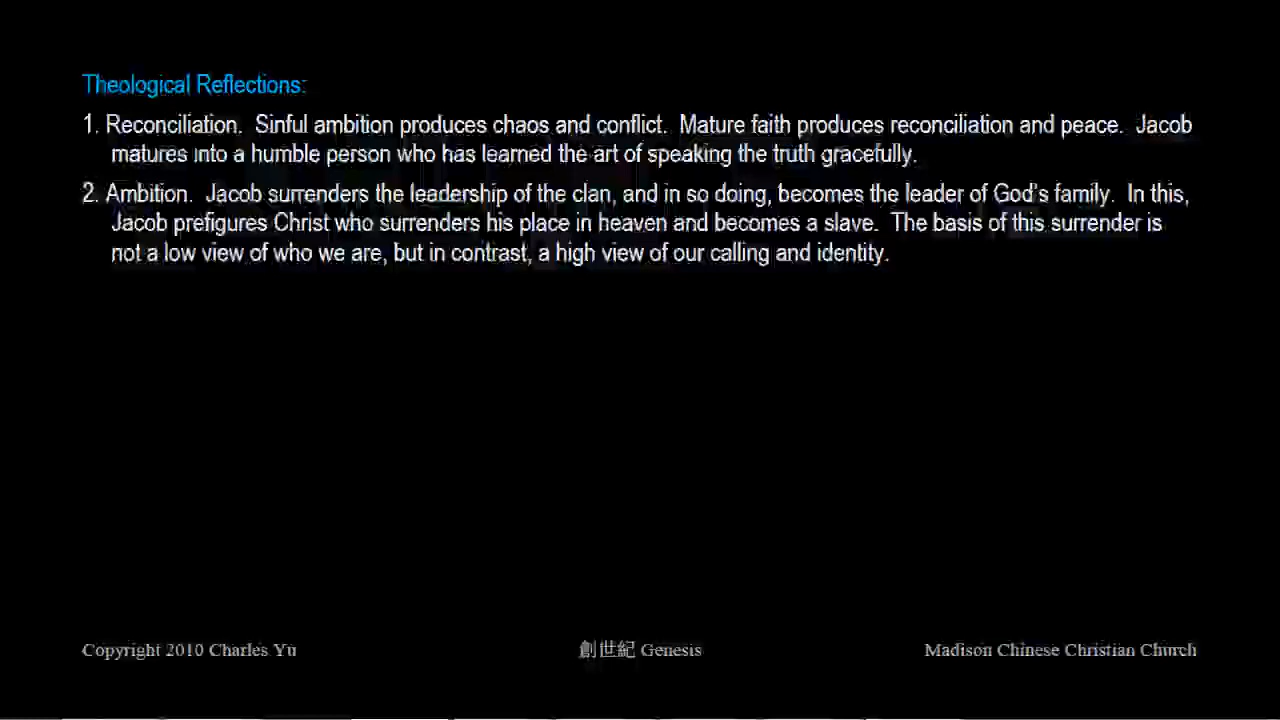 Theological Reflections:
1. Reconciliation. Sinful ambition produces chaos and conflict. Mature faith produces reconciliation and peace. Jacob
matures into a humble person who has learned the art of speaking the truth gracefully.
2. Ambition. Jacob surrenders the leadership of the clan, and in so doing, becomes the leader of God's family. In this,
Jacob prefigures Christ who surrenders his place in heaven and becomes a slave. The basis of this surrender is
not a low view of who we are, but in contrast, a high view of our calling and identity.
Copyright 2010 Charles Yu
創世紀 Genesis
Madison Chinese Christian Church